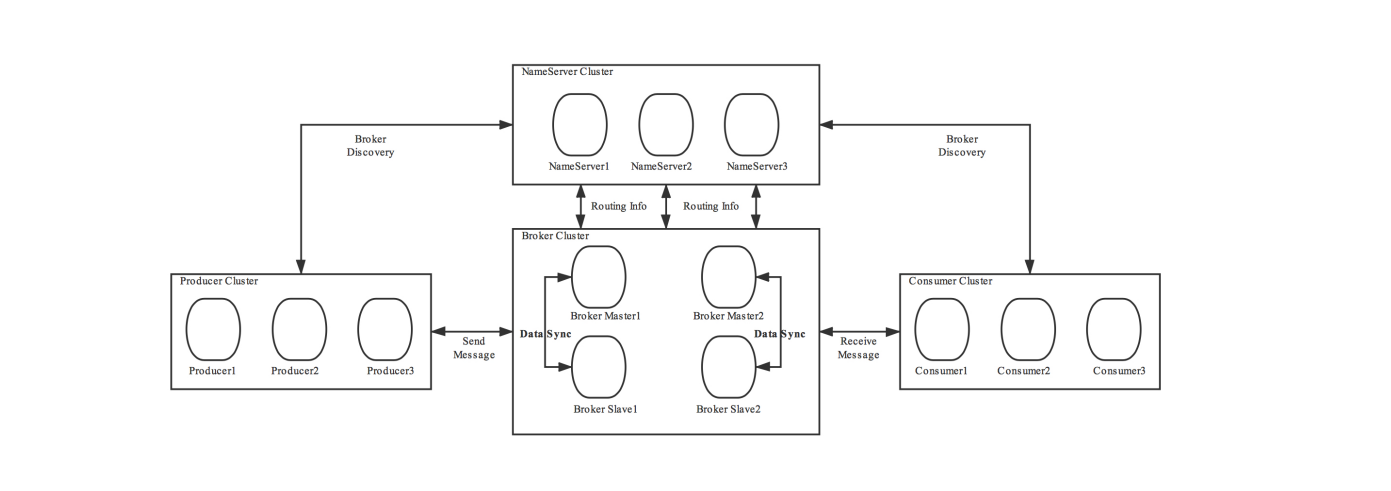 NameServer Cluster
NameServer1
NameServer2
NameServer3
Broker
Discovery
Broker
Discovery
Routing Info
Routing Info
Broker Cluster
Producer Cluster
Producer1
Producer2
Producer3
Send
Message
Broker Master1
Broker Master2
Data Sync
Data Sync
Broker Slave1
Broker Slave2
Receive
Message
Consumer Cluster
Consumer1
Consumer2
Consumer3